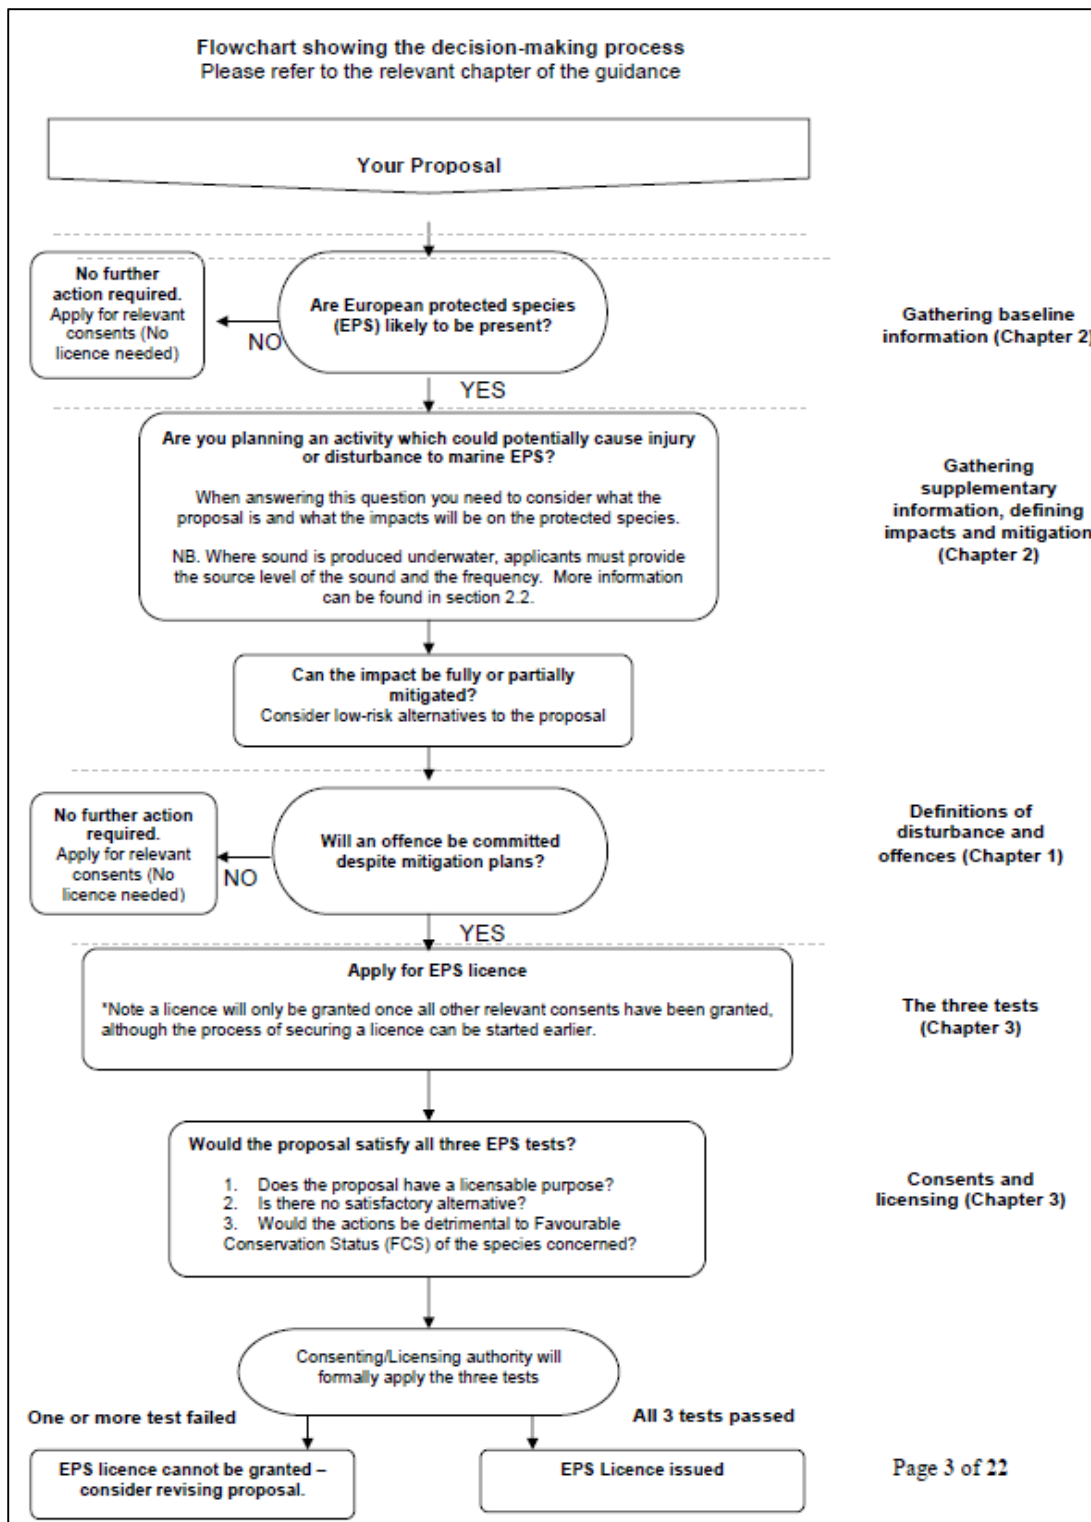 Flowchart showing the decision-making process
Please refer to the relevant chapter of the guidance
Your Proposal
No further
action required.
Apply for relevant
consents (No
licence needed)
NO
Are European protected species
(EPS) likely to be present?
Gathering baseline
information (Chapter 2)
YES
Are you planning an activity which could potentially cause injury
or disturbance to marine EPS?
When answering this question you need to consider what the
proposal is and what the impacts will be on the protected species.
NB. Where sound is produced underwater, applicants must provide
the source level of the sound and the frequency. More information
can be found in section 2.2.
Gathering
supplementary
information, defining
impacts and mitigation
(Chapter 2)
Can the impact be fully or partially
mitigated?
Consider low-risk alternatives to the proposal
No further action
required.
Apply for relevant
consents (No
licence needed)
NO
Will an offence be committed
despite mitigation plans?
Definitions of
disturbance and
offences (Chapter 1)
YES
Apply for EPS licence
*Note a licence will only be granted once all other relevant consents have been granted,
although the process of securing a licence can be started earlier.
The three tests
(Chapter 3)
Would the proposal satisfy all three EPS tests?
1. Does the proposal have a licensable purpose?
2. Is there no satisfactory alternative?
3. Would the actions be detrimental to Favourable
Conservation Status (FCS) of the species concerned?
Consents and
licensing (Chapter 3)
Consenting/Licensing authority will
formally apply the three tests
One or more test failed
All 3 tests passed
EPS licence cannot be granted –
consider revising proposal.
EPS Licence issued
Page 3 of 22